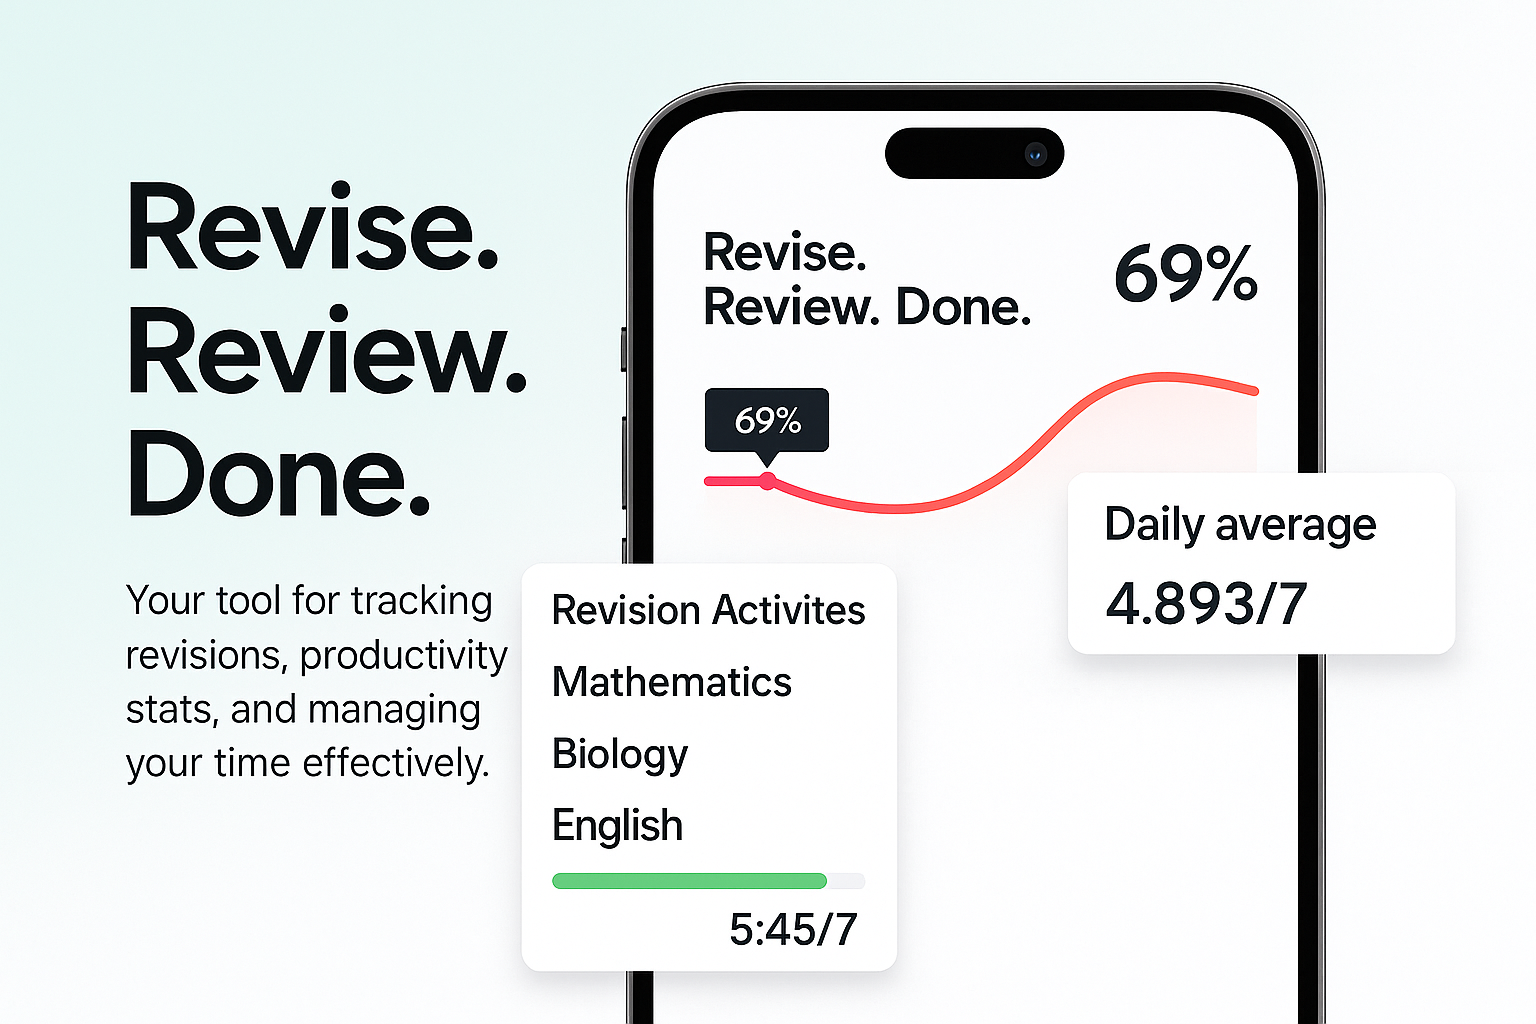 Revise.
Review.
Done.
Your tool for tracking
revisions, productivity
stats, and managing
your time effectively.
Revise.
Review. Done.
69%
69%
Daily average
4.893/7
Revision Activites
Mathematics
Biology
English
5:45/7